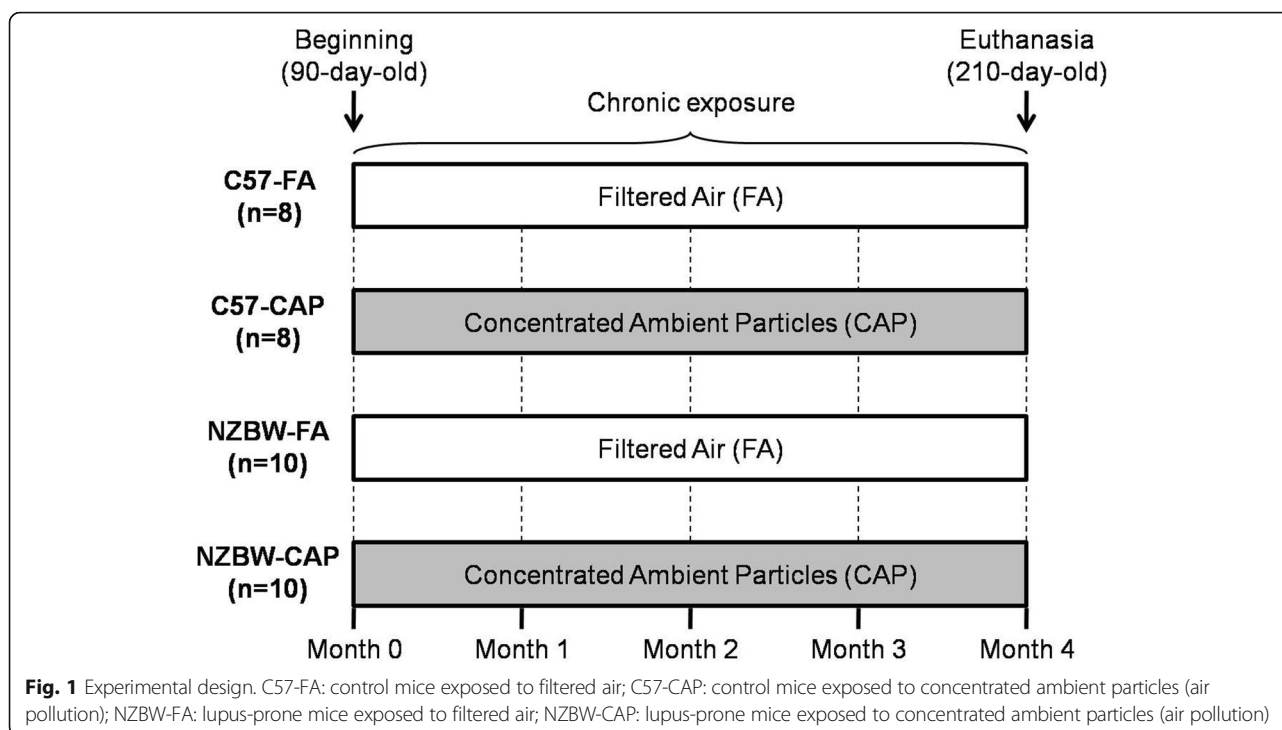 Beginning
(90-day-old)
Euthanasia
(210-day-old)
Chronic exposure
C57-FA
(n=8)
Filtered Air (FA)
C57-CAP
(n=8)
Concentrated Ambient Particles (CAP)
NZBW-FA
(n=10)
Filtered Air (FA)
NZBW-CAP
(n=10)
Concentrated Ambient Particles (CAP)
Month 0
Month 1
Month 2
Month 3
Month 4
Fig. 1 Experimental design. C57-FA: control mice exposed to filtered air; C57-CAP: control mice exposed to concentrated ambient particles (air
pollution); NZBW-FA: lupus-prone mice exposed to filtered air; NZBW-CAP: lupus-prone mice exposed to concentrated ambient particles (air pollution)